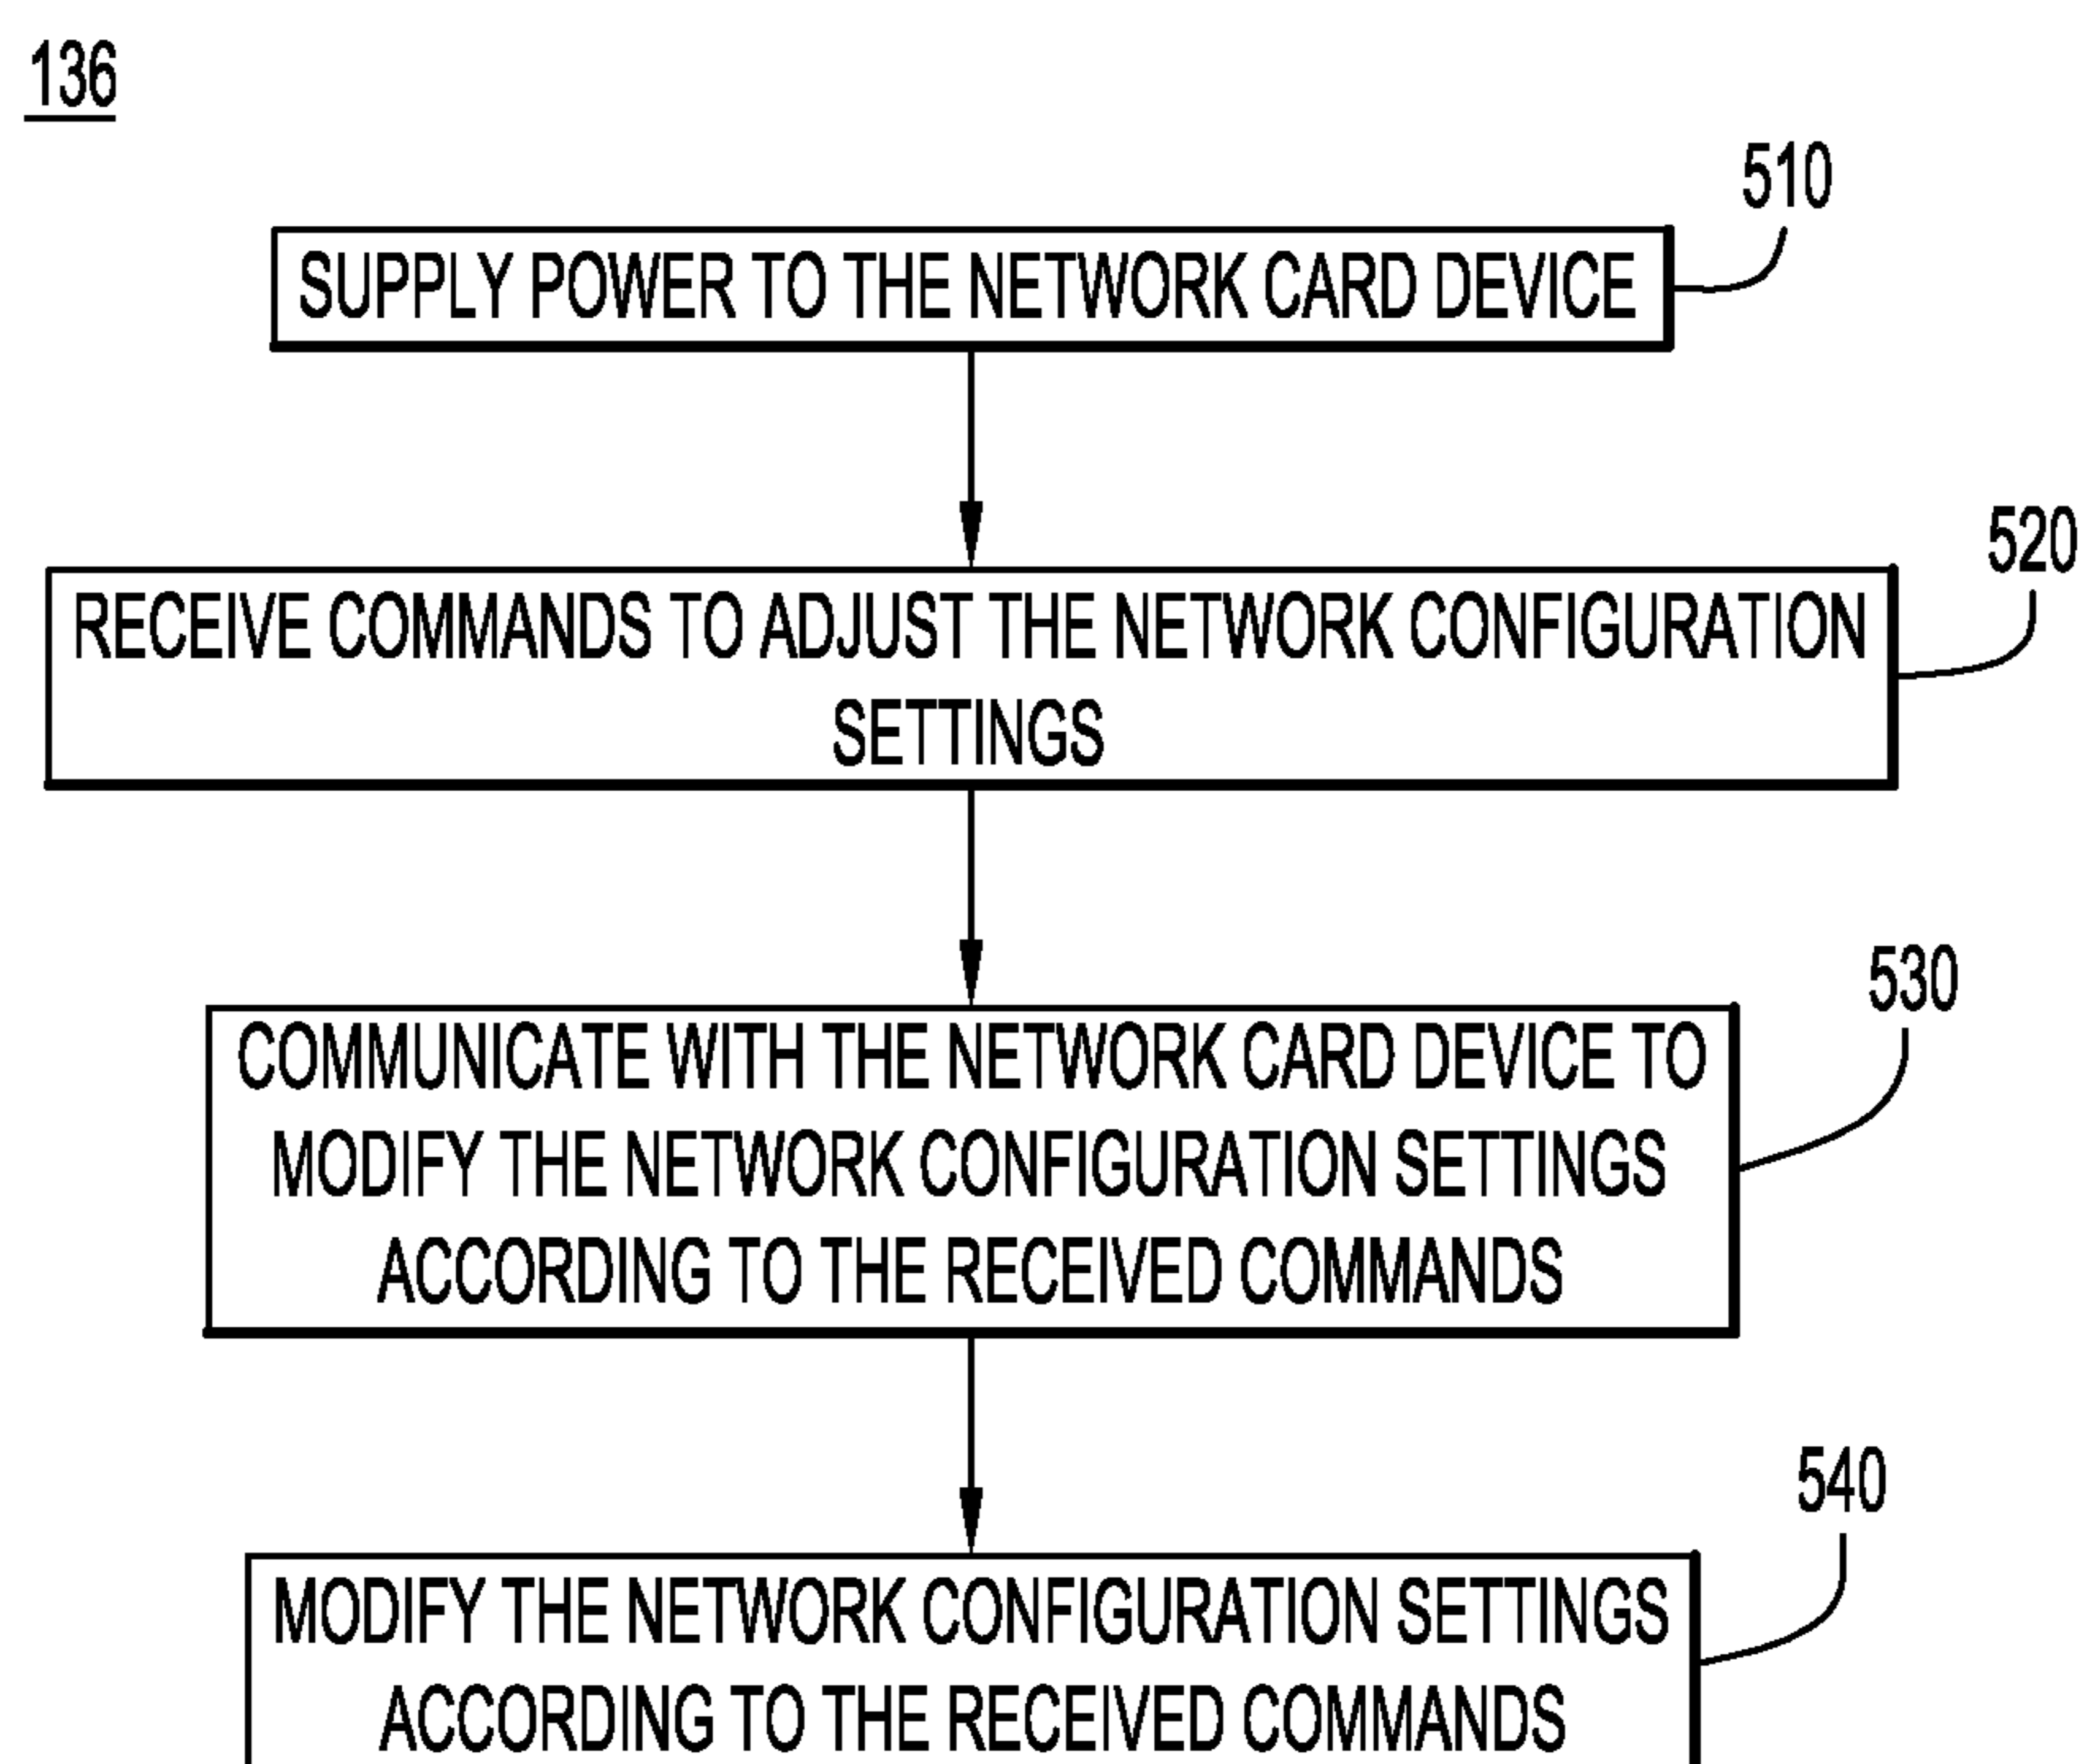 136
510
SUPPLY POWER TO THE NETWORK CARD DEVICE
520
RECEIVE COMMANDS TO ADJUST THE NETWORK CONFIGURATION
SETTINGS
530
COMMUNICATE WITH THE NETWORK CARD DEVICE TO
MODIFY THE NETWORK CONFIGURATION SETTINGS
ACCORDING TO THE RECEIVED COMMANDS
540
MODIFY THE NETWORK CONFIGURATION SETTINGS
ACCORDING TO THE RECEIVED COMMANDS